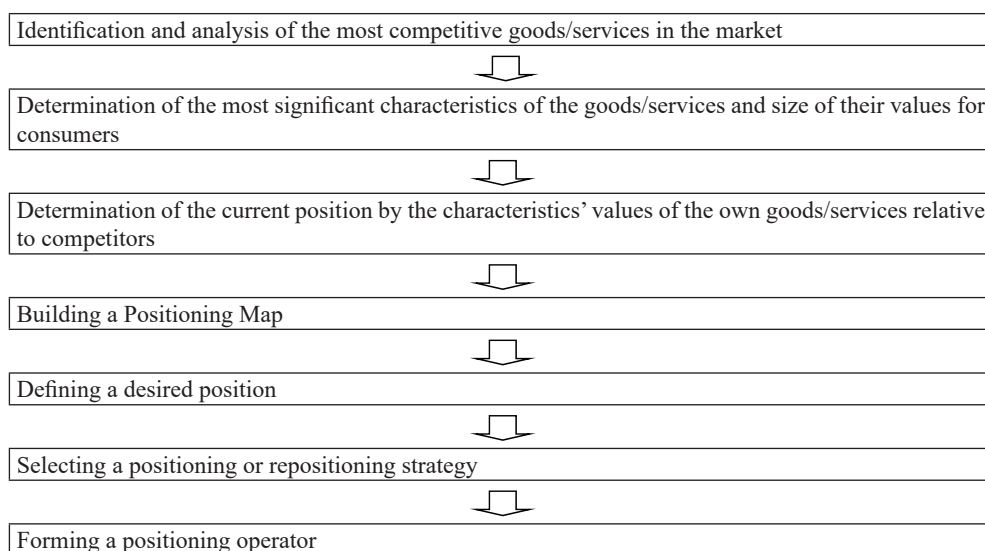 Identification and analysis of the most competitive goods/services in the market
Determination of the most significant characteristics of the goods/services and size of their values for
consumers
Determination of the current position by the characteristics’ values of the own goods/services relative
to competitors
Building a Positioning Map
Defining a desired position
Selecting a positioning or repositioning strategy
Forming a positioning operator